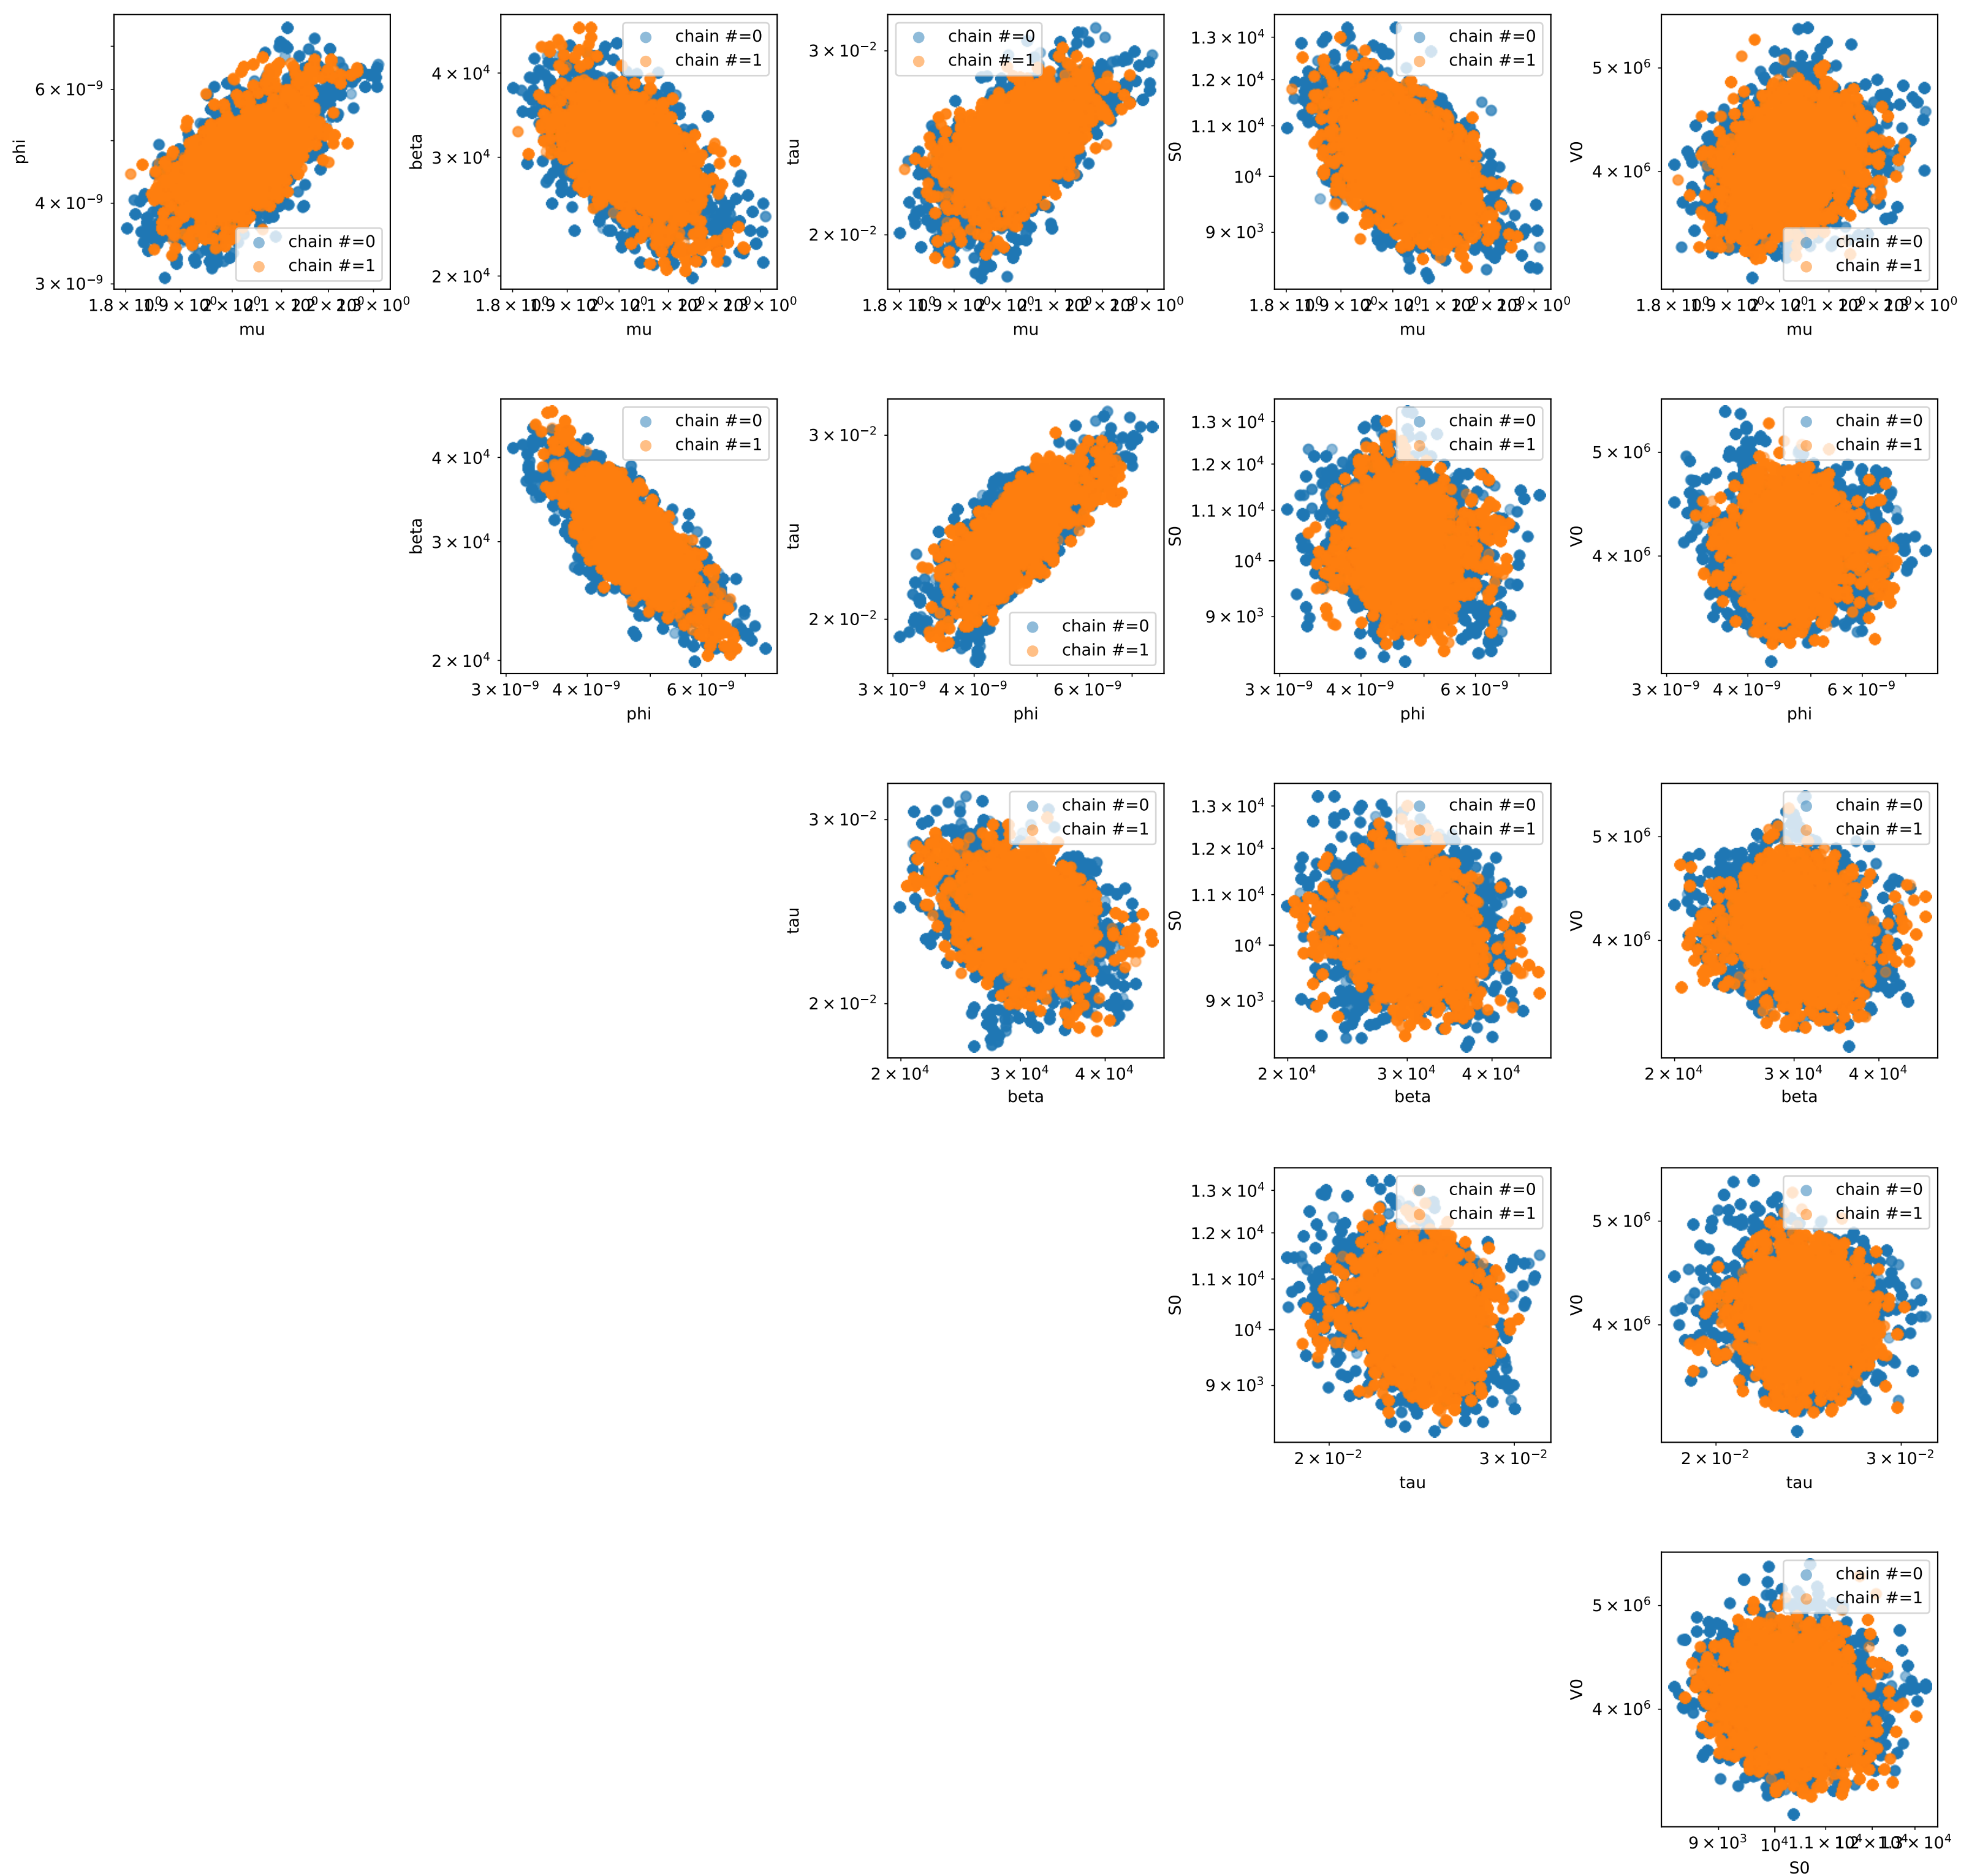 phi
6 × 10⁻⁹
4 × 10⁻⁹
3 × 10⁻⁹
chain #=0
chain #=1
mu
beta
4 × 10⁴
3 × 10⁴
2 × 10⁴
chain #=0
chain #=1
mu
tau
3 × 10⁻²
2 × 10⁻²
chain #=0
chain #=1
mu
S0
1.3 × 10⁴
1.2 × 10⁴
1.1 × 10⁴
10⁴
9 × 10³
chain #=0
chain #=1
mu
V0
5 × 10⁶
4 × 10⁶
chain #=0
chain #=1
mu
beta
4 × 10⁴
3 × 10⁴
2 × 10⁴
chain #=0
chain #=1
3 × 10⁻⁹ 4 × 10⁻⁹ 6 × 10⁻⁹
phi
tau
3 × 10⁻²
2 × 10⁻²
chain #=0
chain #=1
3 × 10⁻⁹ 4 × 10⁻⁹ 6 × 10⁻⁹
phi
S0
1.3 × 10⁴
1.2 × 10⁴
1.1 × 10⁴
10⁴
9 × 10³
chain #=0
chain #=1
3 × 10⁻⁹ 4 × 10⁻⁹ 6 × 10⁻⁹
phi
V0
5 × 10⁶
4 × 10⁶
chain #=0
chain #=1
3 × 10⁻⁹ 4 × 10⁻⁹ 6 × 10⁻⁹
phi
tau
3 × 10⁻²
2 × 10⁻²
chain #=0
chain #=1
2 × 10⁴ 3 × 10⁴ 4 × 10⁴
beta
S0
1.3 × 10⁴
1.2 × 10⁴
1.1 × 10⁴
10⁴
9 × 10³
chain #=0
chain #=1
2 × 10⁴ 3 × 10⁴ 4 × 10⁴
beta
V0
5 × 10⁶
4 × 10⁶
chain #=0
chain #=1
2 × 10⁴ 3 × 10⁴ 4 × 10⁴
beta
S0
1.3 × 10⁴
1.2 × 10⁴
1.1 × 10⁴
10⁴
9 × 10³
chain #=0
chain #=1
2 × 10⁻² 3 × 10⁻²
tau
V0
5 × 10⁶
4 × 10⁶
chain #=0
chain #=1
2 × 10⁻² 3 × 10⁻²
tau
V0
5 × 10⁶
4 × 10⁶
chain #=0
chain #=1
9 × 10³
S0